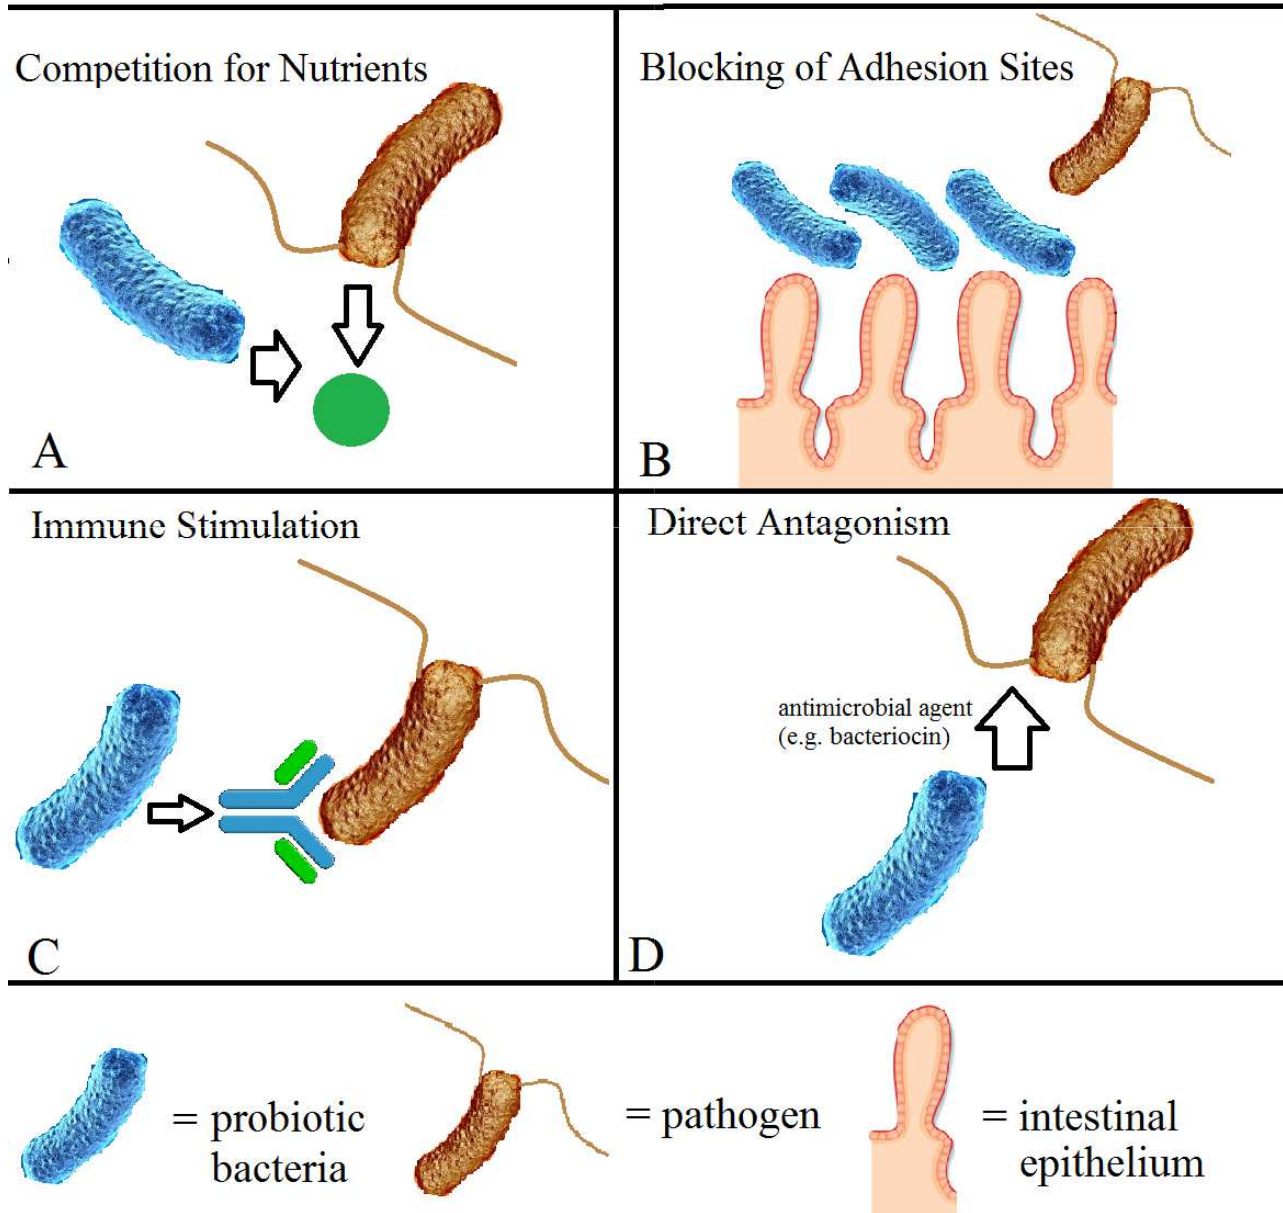 Competition for Nutrients
A
Blocking of Adhesion Sites
B
Immune Stimulation
C
Direct Antagonism
antimicrobial agent
(e.g. bacteriocin)
D
= probiotic
bacteria
= pathogen
= intestinal
epithelium